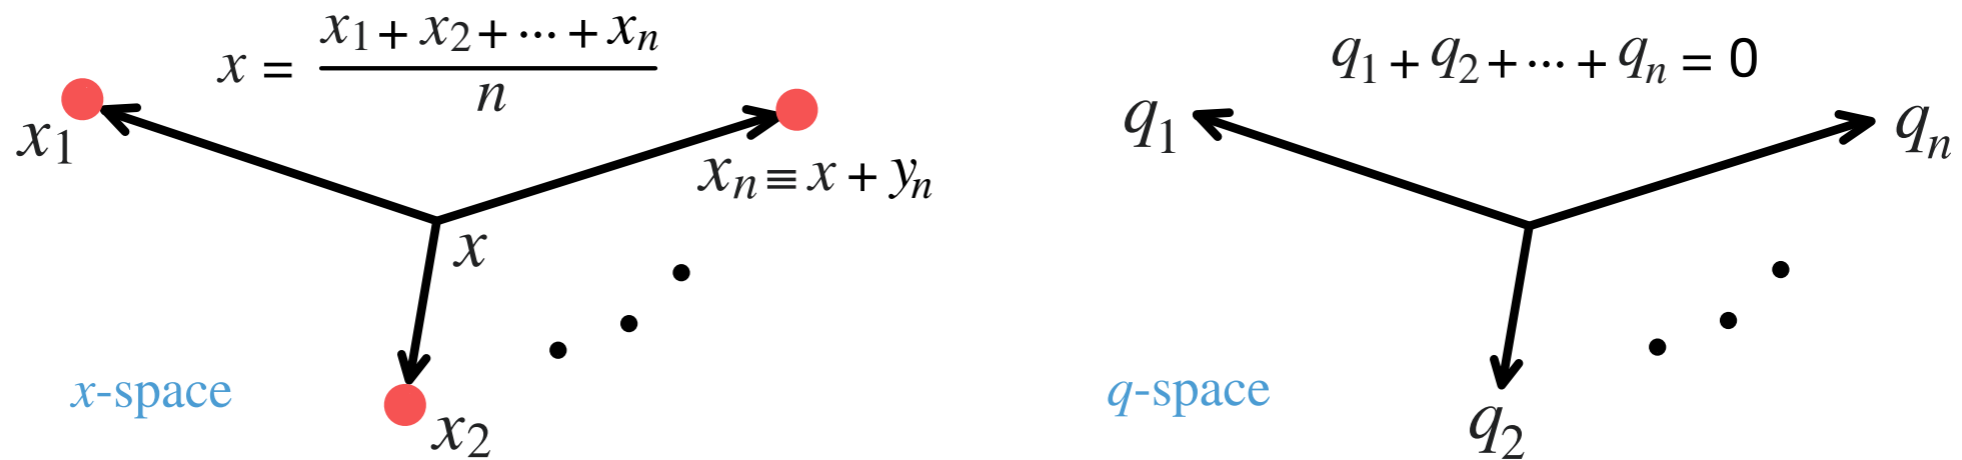 x = (x₁ + x₂ + ··· + xₙ) / n
x₁
xₙ ≡ x + yₙ
x
x-space
x₂
q₁ + q₂ + ··· + qₙ = 0
q₁
qₙ
q-space
q₂